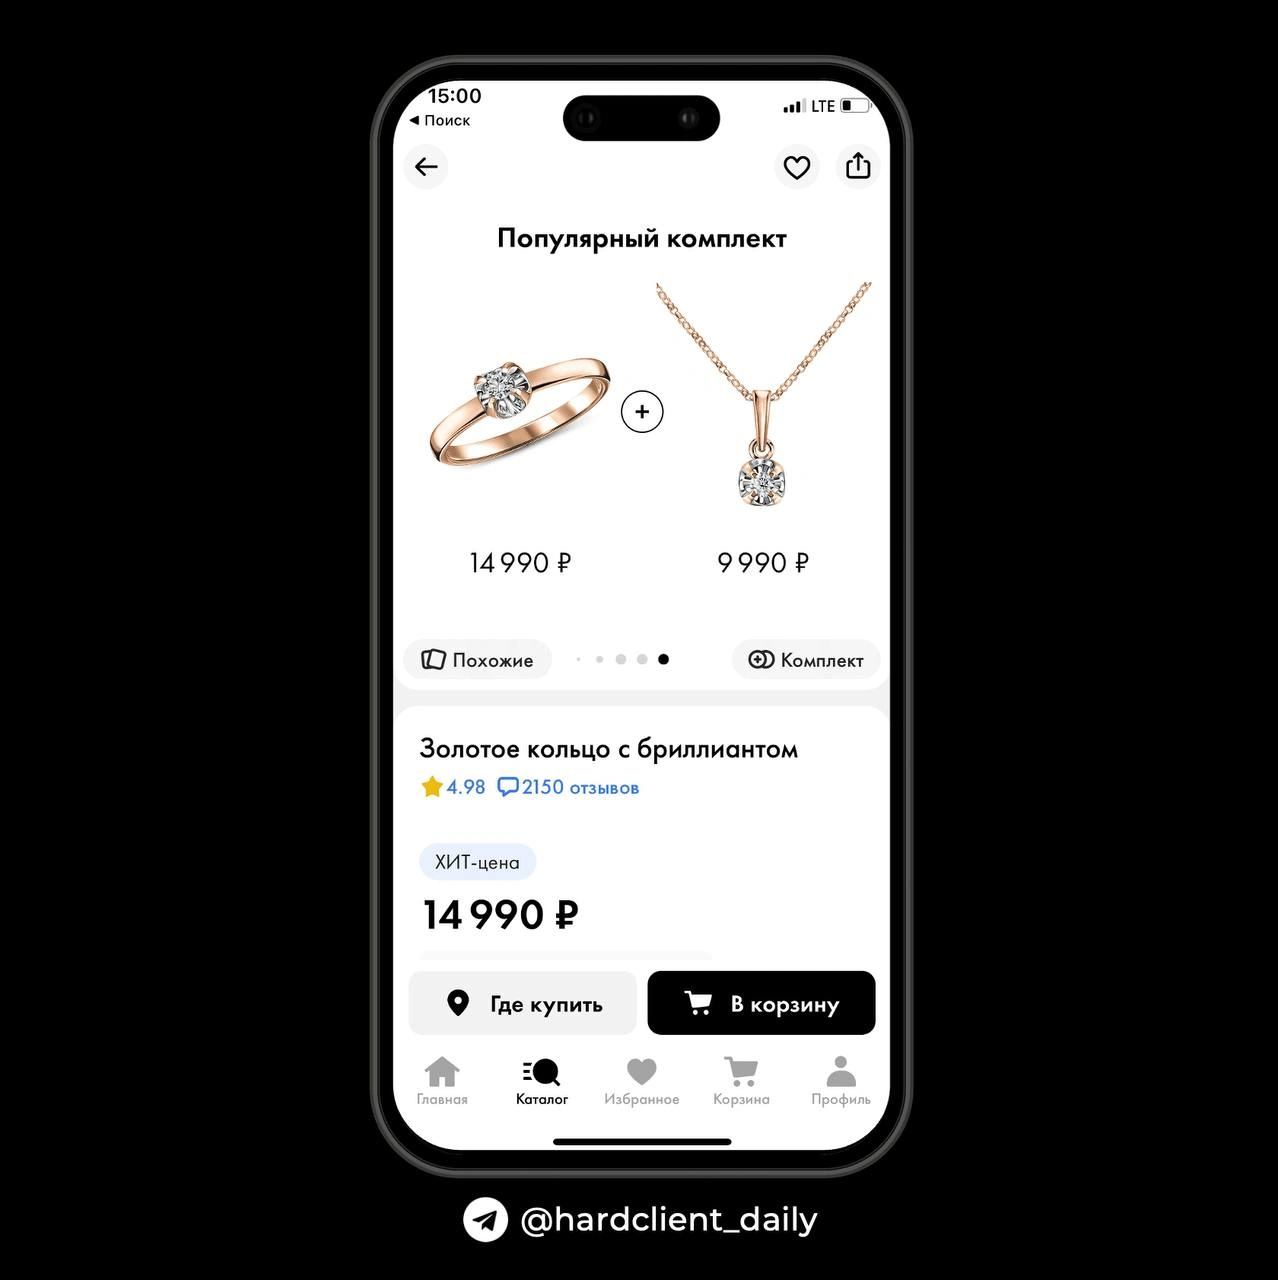 15:00
LTE
◀ Поиск
Популярный комплект
14 990 ₽
9 990 ₽
Похожие
Комплект
Золотое кольцо с бриллиантом
4.98 2150 отзывов
ХИТ-цена
14 990 ₽
Где купить
В корзину
Главная
Каталог
Избранное
Корзина
Профиль
@hardclient_daily